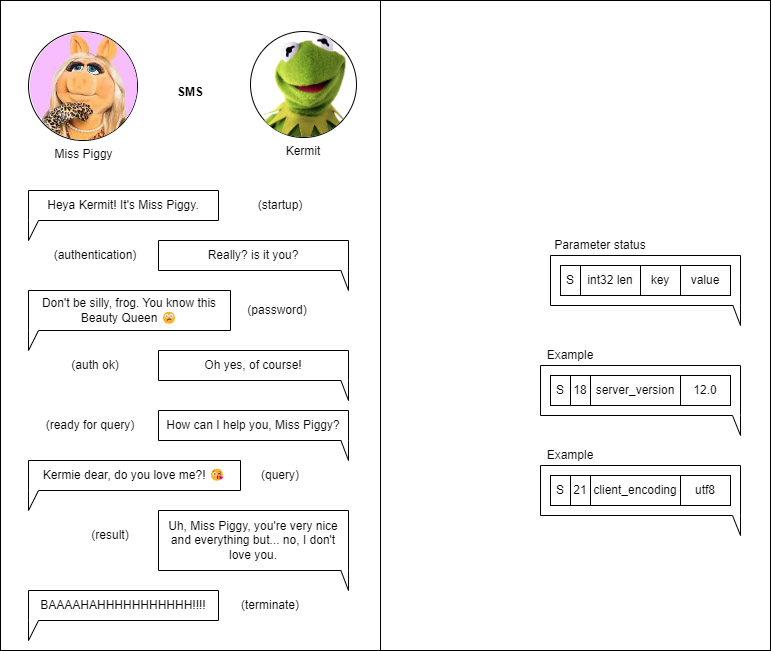 SMS
Miss Piggy
Kermit
Heya Kermit! It's Miss Piggy.
(startup)
(authentication)
Really? is it you?
Don't be silly, frog. You know this
Beauty Queen 😫
(password)
(auth ok)
Oh yes, of course!
(ready for query)
How can I help you, Miss Piggy?
Kermie dear, do you love me?! 😘
(query)
(result)
Uh, Miss Piggy, you're very nice
and everything but... no, I don't
love you.
BAAAAHAHHHHHHHHHHH!!!!
(terminate)
Parameter status
S int32 len key value
Example
S 18 server_version 12.0
Example
S 21 client_encoding utf8